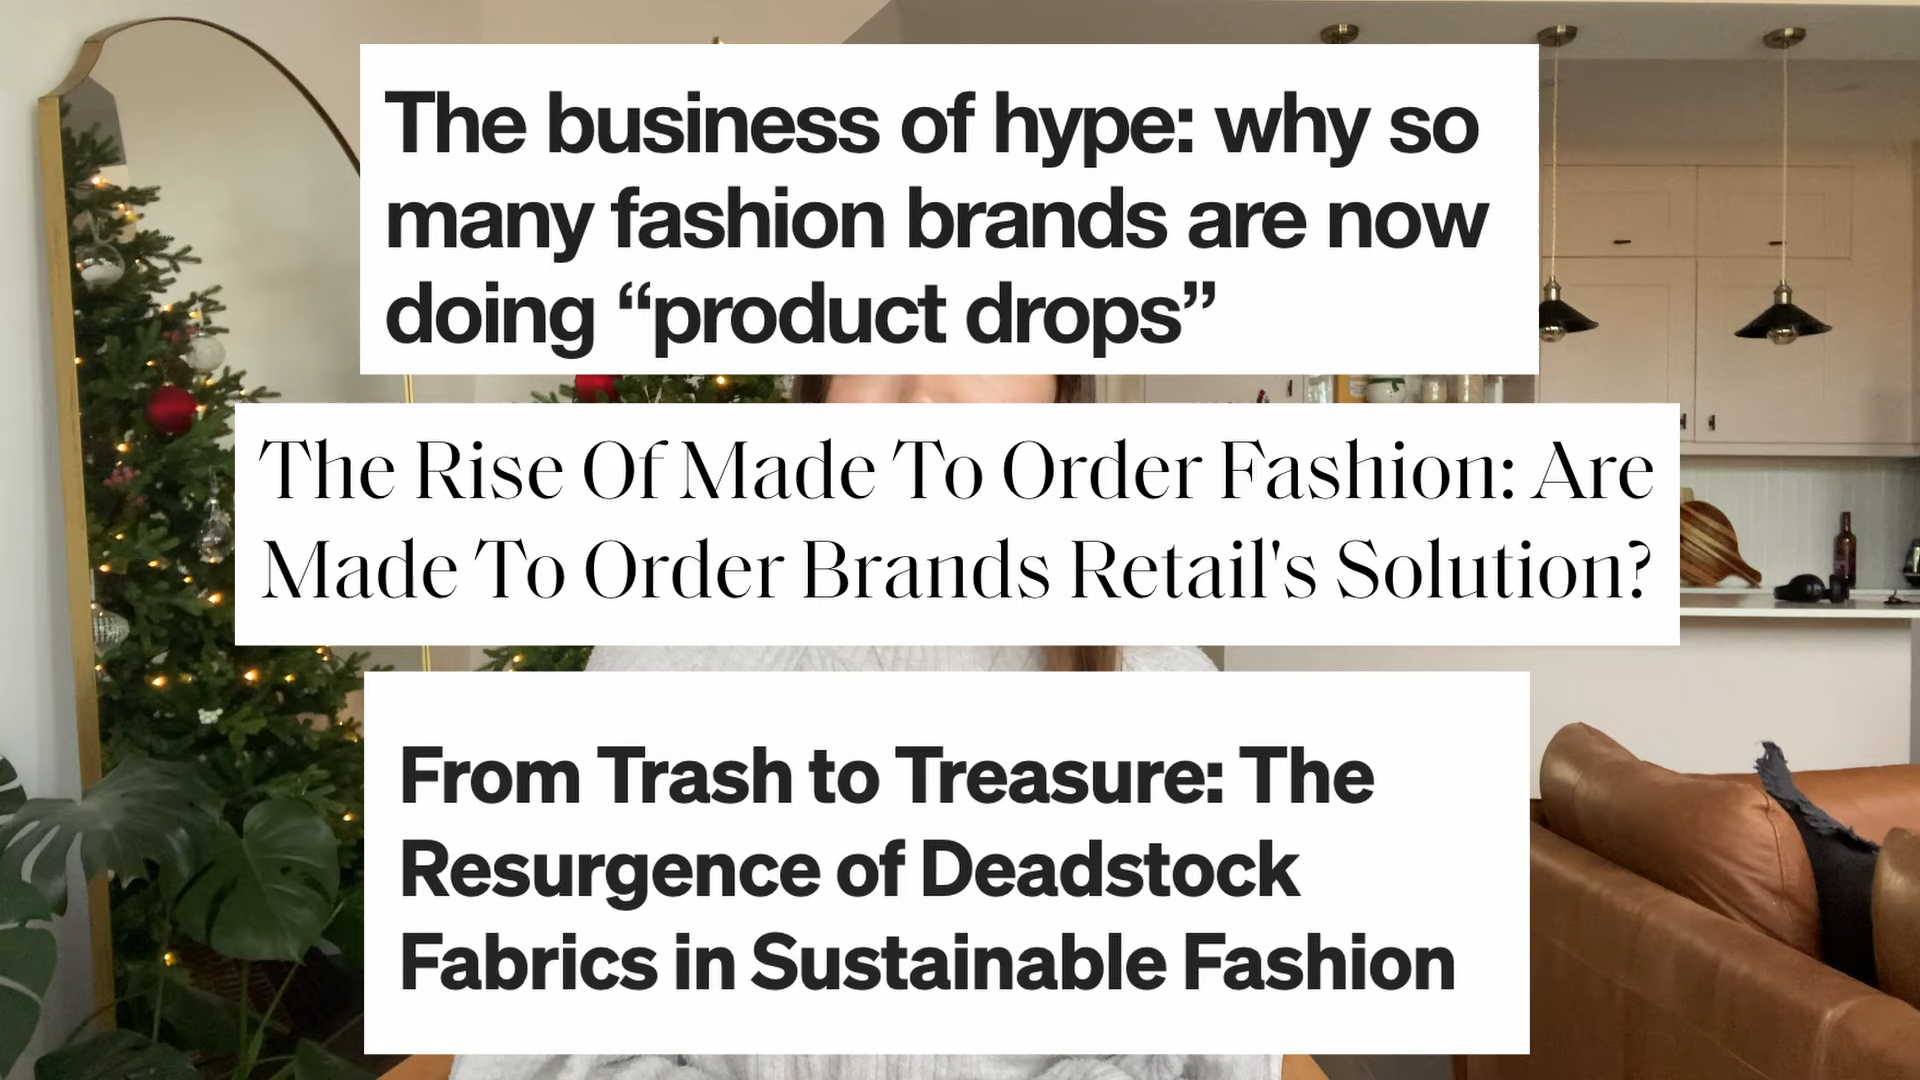 The business of hype: why so
many fashion brands are now
doing “product drops”
The Rise Of Made To Order Fashion: Are
Made To Order Brands Retail's Solution?
From Trash to Treasure: The
Resurgence of Deadstock
Fabrics in Sustainable Fashion